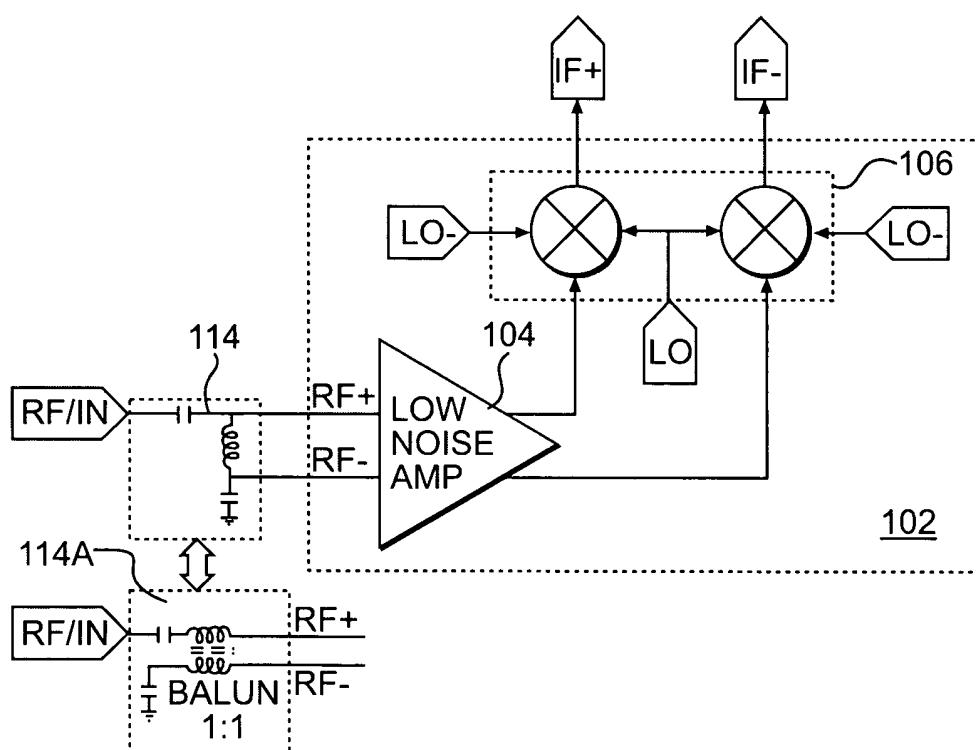 IF+
IF-
106
LO-
LO-
LO
114
104
RF/IN
RF+
LOW
NOISE
AMP
RF-
102
114A
RF/IN
RF+
RF-
BALUN
1:1